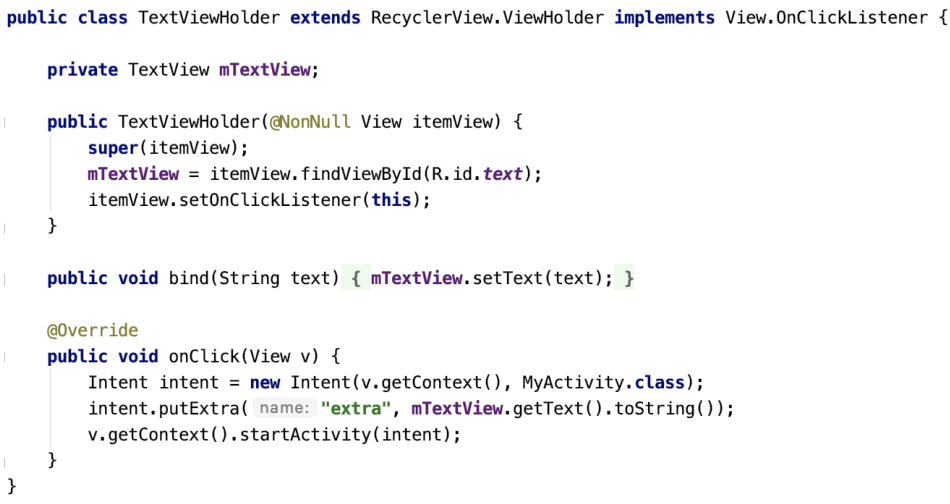 public class TextViewHolder extends RecyclerView.ViewHolder implements View.OnClickListener {
private TextView mTextView;
public TextViewHolder(@NonNull View itemView) {
super(itemView);
mTextView = itemView.findViewById(R.id.text);
itemView.setOnClickListener(this);
}
public void bind(String text) { mTextView.setText(text); }
@Override
public void onClick(View v) {
Intent intent = new Intent(v.getContext(), MyActivity.class);
intent.putExtra( name: "extra", mTextView.getText().toString());
v.getContext().startActivity(intent);
}
}